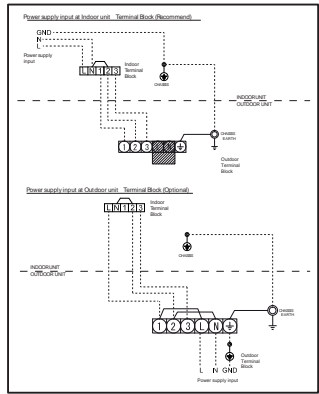 Power supply input at Indoor unit Terminal Block (Recommend)
GND
N
L
Power supply
input
L N 1 2 3
Indoor
Terminal
Block
CHASSIS
INDOOR UNIT
OUTDOOR UNIT
1 2 3 L N
CHASSIS
EARTH
Outdoor
Terminal
Block
Power supply input at Outdoor unit Terminal Block (Optional)
L N 1 2 3
Indoor
Terminal
Block
CHASSIS
INDOOR UNIT
OUTDOOR UNIT
CHASSIS
EARTH
1 2 3 L N
Outdoor
Terminal
Block
L N GND
Power supply input